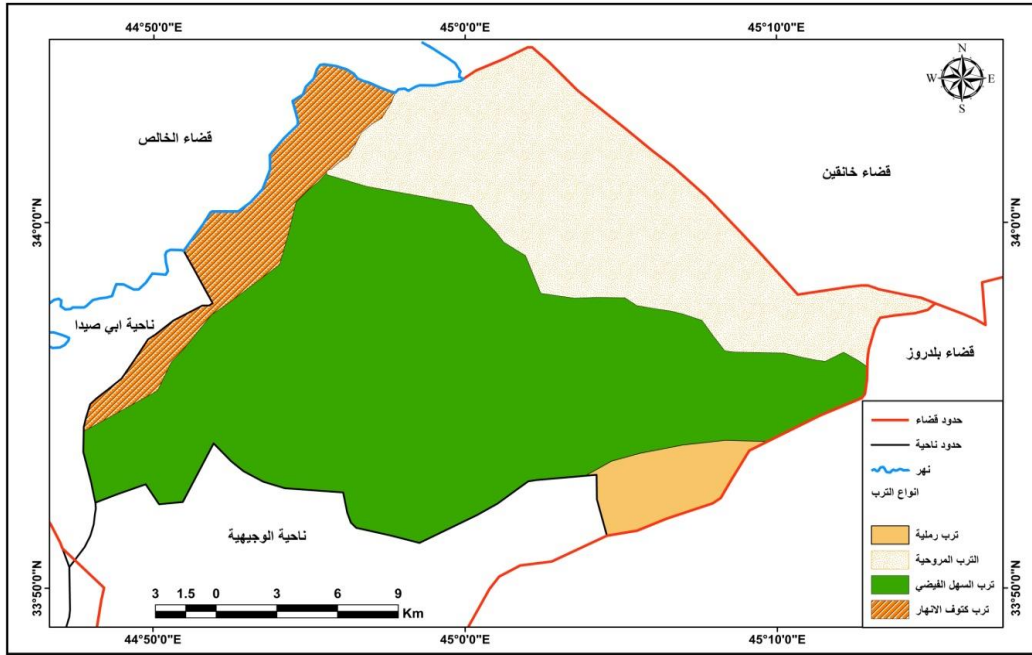 44°50'0"E
45°0'0"E
45°10'0"E
N
W
E
S
قضاء الخالص
قضاء خانقين
34°0'0"N
34°0'0"N
ناحية ابي صيدا
قضاء بلدروز
ناحية الوجيهية
حدود قضاء
حدود ناحية
نهر
انواع الترب
ترب رملية
الترب المروحية
ترب السهل الفيضي
ترب كتوف الانهار
33°50'0"N
33°50'0"N
3 1.5 0 3 6 9
Km
44°50'0"E
45°0'0"E
45°10'0"E